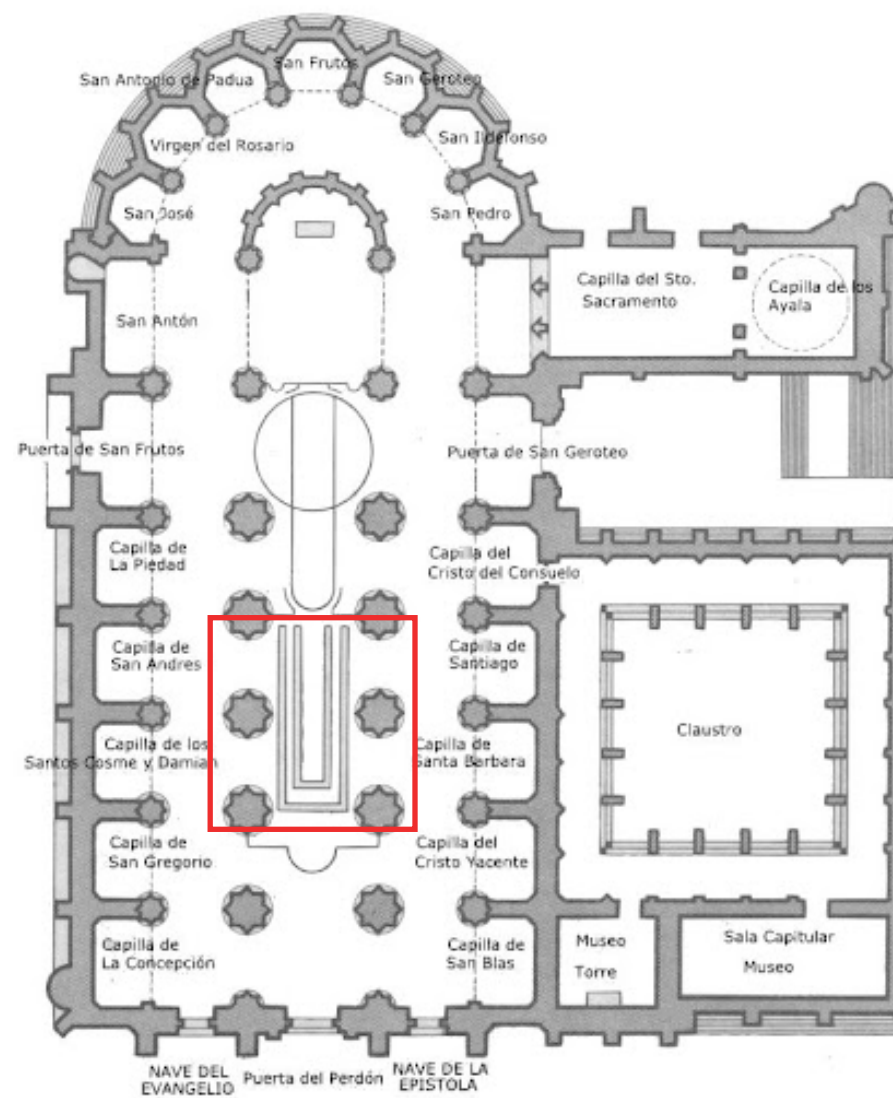 San Frutos
San Antonio de Padua
San Geroteo
Virgen del Rosario
San Ildefonso
San José
San Pedro
Capilla del Sto.
Sacramento
Capilla de los
Ayala
San Antón
Puerta de San Frutos
Puerta de San Geroteo
Capilla de
La Piedad
Capilla del
Cristo del Consuelo
Capilla de
San Andres
Capilla de
Santiago
Claustro
Capilla de los
Santos Cosme y Damian
Capilla de
Santa Barbara
Capilla de
San Gregorio
Capilla del
Cristo Yacente
Capilla de
La Concepción
Capilla de
San Blas
Museo
Torre
Sala Capitular
Museo
NAVE DEL
EVANGELIO
Puerta del Perdón
NAVE DE LA
EPISTOLA